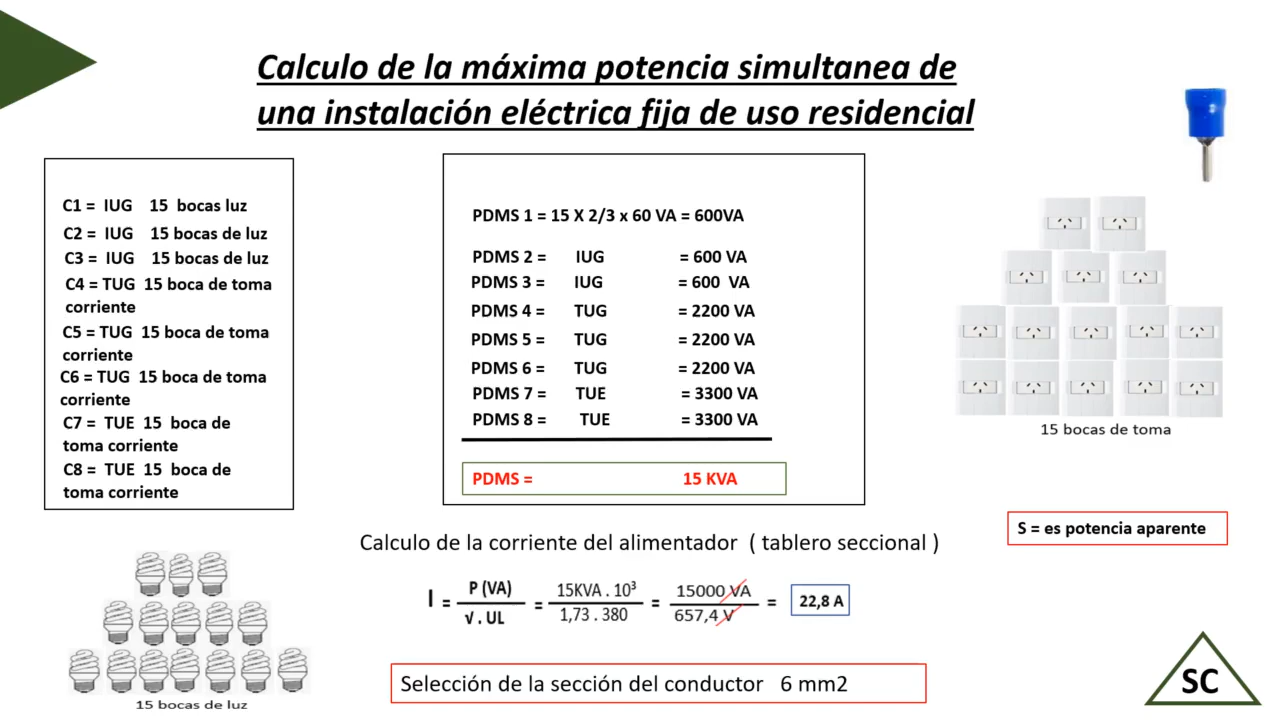 Calculo de la máxima potencia simultanea de
una instalación eléctrica fija de uso residencial
C1 = IUG 15 bocas luz
C2 = IUG 15 bocas de luz
C3 = IUG 15 bocas de luz
C4 = TUG 15 boca de toma
corriente
C5 = TUG 15 boca de toma
corriente
C6 = TUG 15 boca de toma
corriente
C7 = TUE 15 boca de
toma corriente
C8 = TUE 15 boca de
toma corriente
PDMS 1 = 15 X 2/3 x 60 VA = 600VA
PDMS 2 = IUG = 600 VA
PDMS 3 = IUG = 600 VA
PDMS 4 = TUG = 2200 VA
PDMS 5 = TUG = 2200 VA
PDMS 6 = TUG = 2200 VA
PDMS 7 = TUE = 3300 VA
PDMS 8 = TUE = 3300 VA
PDMS = 15 KVA
15 bocas de toma
S = es potencia aparente
Calculo de la corriente del alimentador ( tablero seccional )
I = P (VA) = 15KVA . 10³ = 15000 VA = 22,8 A
√ . UL 1,73 . 380 657,4 V
Selección de la sección del conductor 6 mm2
15 bocas de luz
SC